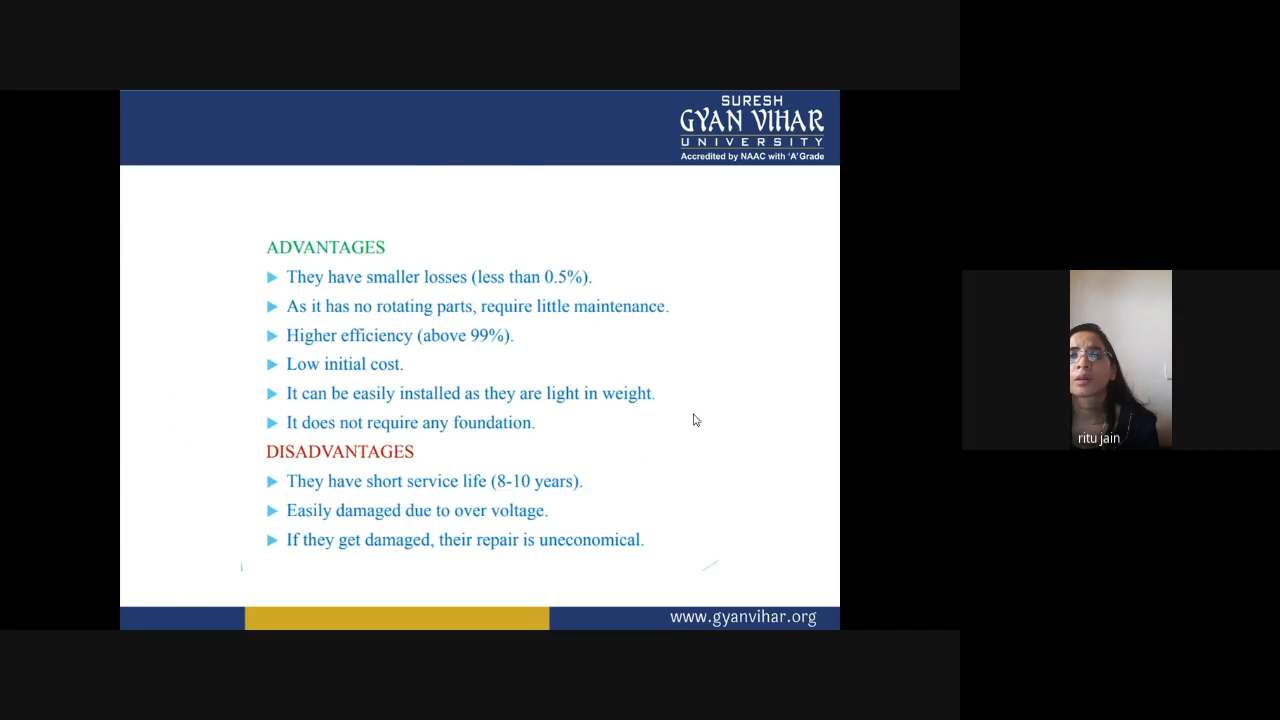 SURESH
GYAN VIHAR
UNIVERSITY
Accredited by NAAC with 'A' Grade
ADVANTAGES
They have smaller losses (less than 0.5%).
As it has no rotating parts, require little maintenance.
Higher efficiency (above 99%).
Low initial cost.
It can be easily installed as they are light in weight.
It does not require any foundation.
DISADVANTAGES
They have short service life (8-10 years).
Easily damaged due to over voltage.
If they get damaged, their repair is uneconomical.
www.gyanvihar.org
ritu jain